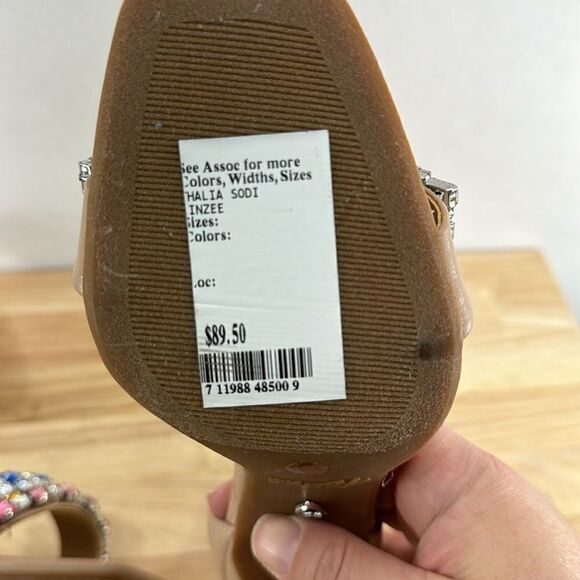 See Assoc for more
Colors, Widths, Sizes
THALIA SODI
INZEE
Sizes:
Colors:
Loc:
$89.50
7 11988 48500 9